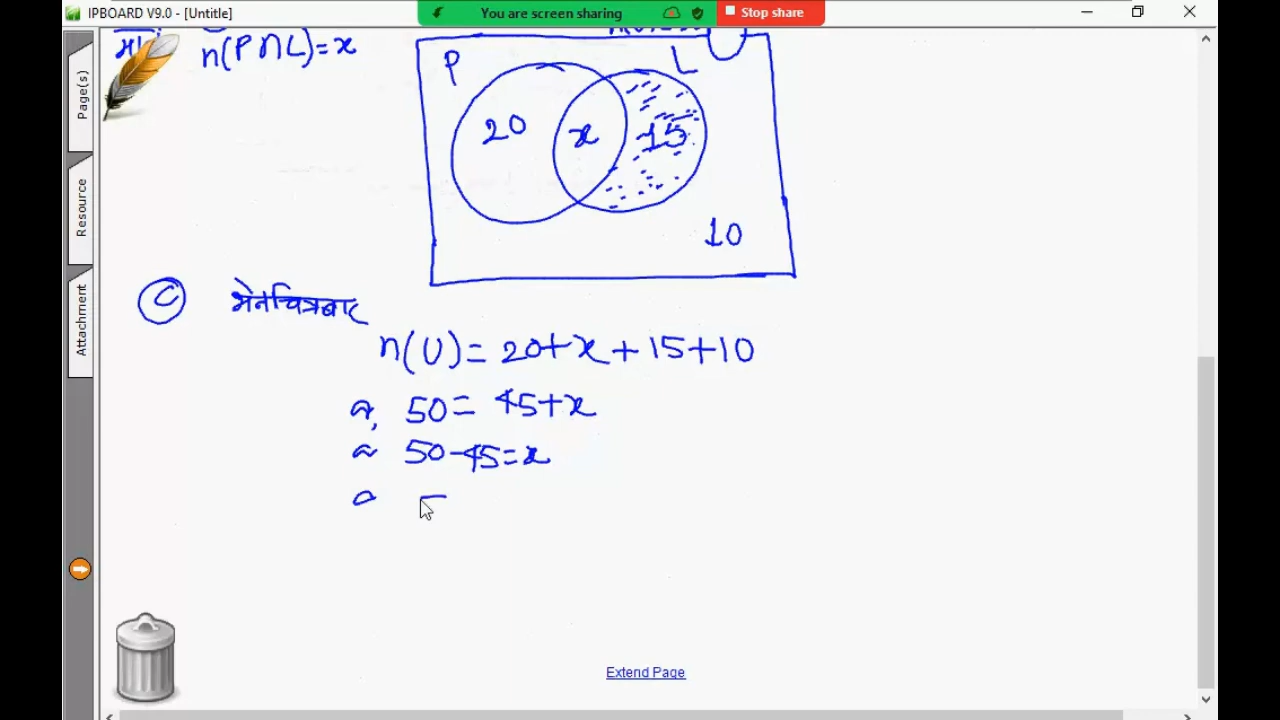 IPBOARD V9.0 - [Untitle]
You are screen sharing
Stop share
Page(s)
Resource
Attachment
n(P∩L)=x
P
L
20
x
15
10
C भेनचित्रबाट
n(U)= 20+x+15+10
50= 45+x
50-45=x
Extend Page